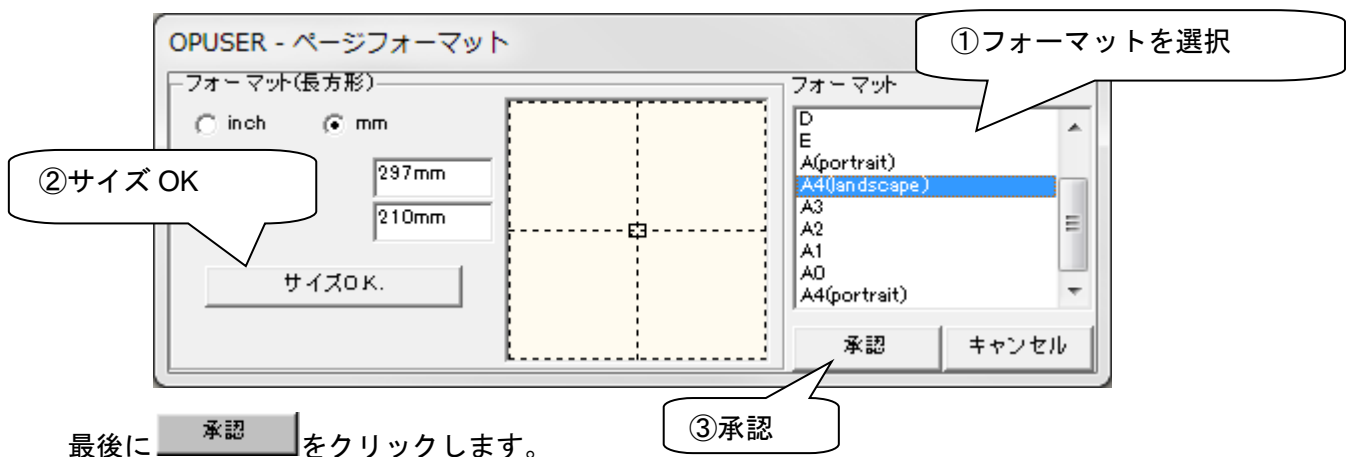 OPUSER - ページフォーマット
①フォーマットを選択
フォーマット(長方形)
フォーマット
inch
mm
②サイズ OK
297mm
210mm
サイズOK.
D
E
A(portrait)
A4(landscape)
A3
A2
A1
A0
A4(portrait)
承認
キャンセル
③承認
最後に 承認 をクリックします。